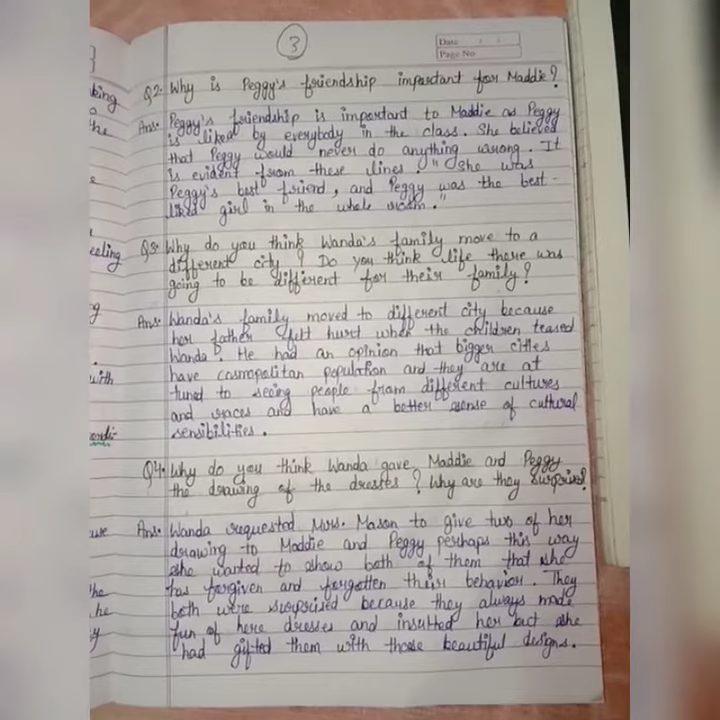 3
Date
Page No
Q2. Why is Peggy's friendship important for Maddie?
Ans. Peggy's friendship is important to Maddie as Peggy
is liked by everybody in the class. She believed
that Peggy would never do anything wrong. It
is evident from these lines. "She was
Peggy's best friend, and Peggy was the best-
liked girl in the whole room."
Q3. Why do you think Wanda's family move to a
different city? Do you think life there was
going to be different for their family?
Ans. Wanda's family moved to different city because
her father felt hurt when the children teased
Wanda. He had an opinion that bigger cities
have cosmopolitan population and they are at
tuned to seeing people from different cultures
and races and have a better sense of cultural
sensibilities.
Q4. Why do you think Wanda gave Maddie and Peggy
the drawing of the dresses? Why are they surprised?
Ans. Wanda requested Mrs. Mason to give two of her
drawing to Maddie and Peggy perhaps this way
she wanted to show both of them that she
has forgiven and forgotten their behavior. They
both were surprised because they always made
fun of here dresses and insulted her but she
had gifted them with those beautiful designs.
king
the
eeling
with
he